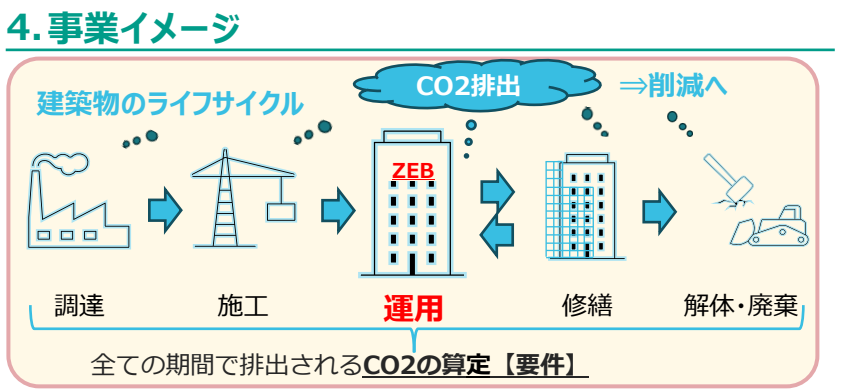 4.事業イメージ
CO2排出
⇒削減へ
建築物のライフサイクル
ZEB
調達
施工
運用
修繕
解体・廃棄
全ての期間で排出されるCO2の算定【要件】